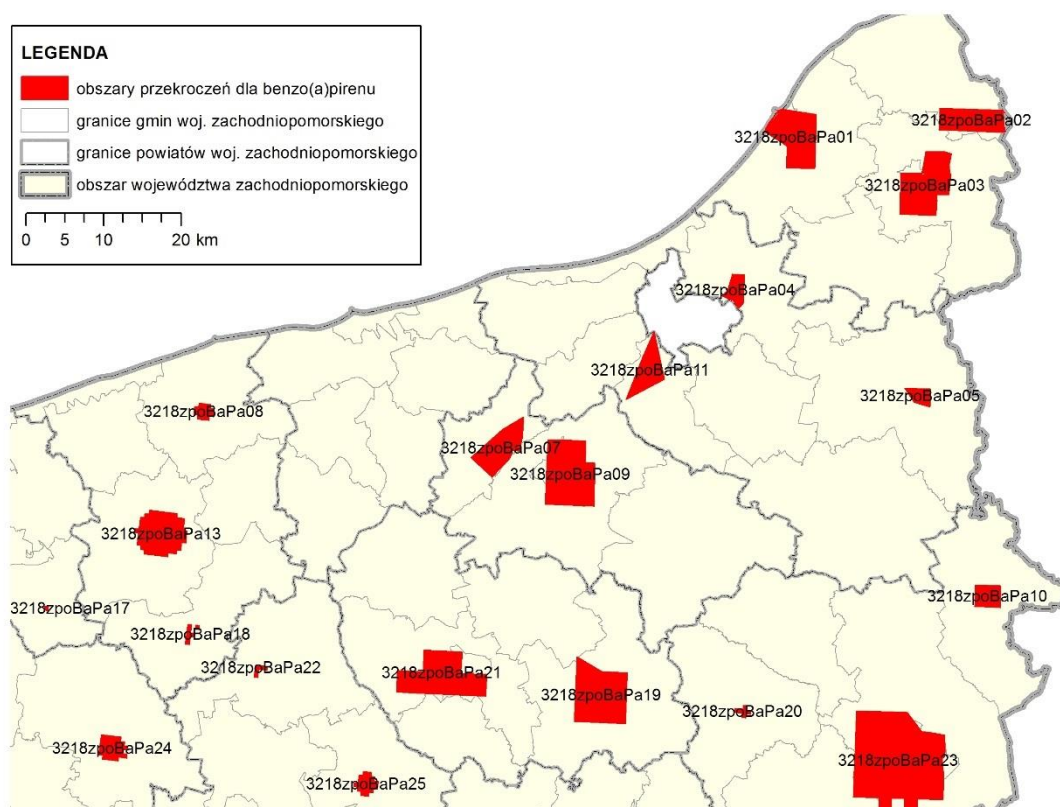 LEGENDA
obszary przekroczeń dla benzo(a)pirenu
granice gmin woj. zachodniopomorskiego
granice powiatów woj. zachodniopomorskiego
obszar województwa zachodniopomorskiego
0 5 10 20 km
3218zpoBaPa01
3218zpoBaPa02
3218zpoBaPa03
3218zpoBaPa04
3218zpoBaPa11
3218zpoBaPa05
3218zpoBaPa08
3218zpoBaPa07
3218zpoBaPa09
3218zpoBaPa13
3218zpoBaPa10
3218zpoBaPa17
3218zpoBaPa18
3218zpoBaPa22
3218zpoBaPa21
3218zpoBaPa19
3218zpoBaPa20
3218zpoBaPa24
3218zpoBaPa23
3218zpoBaPa25